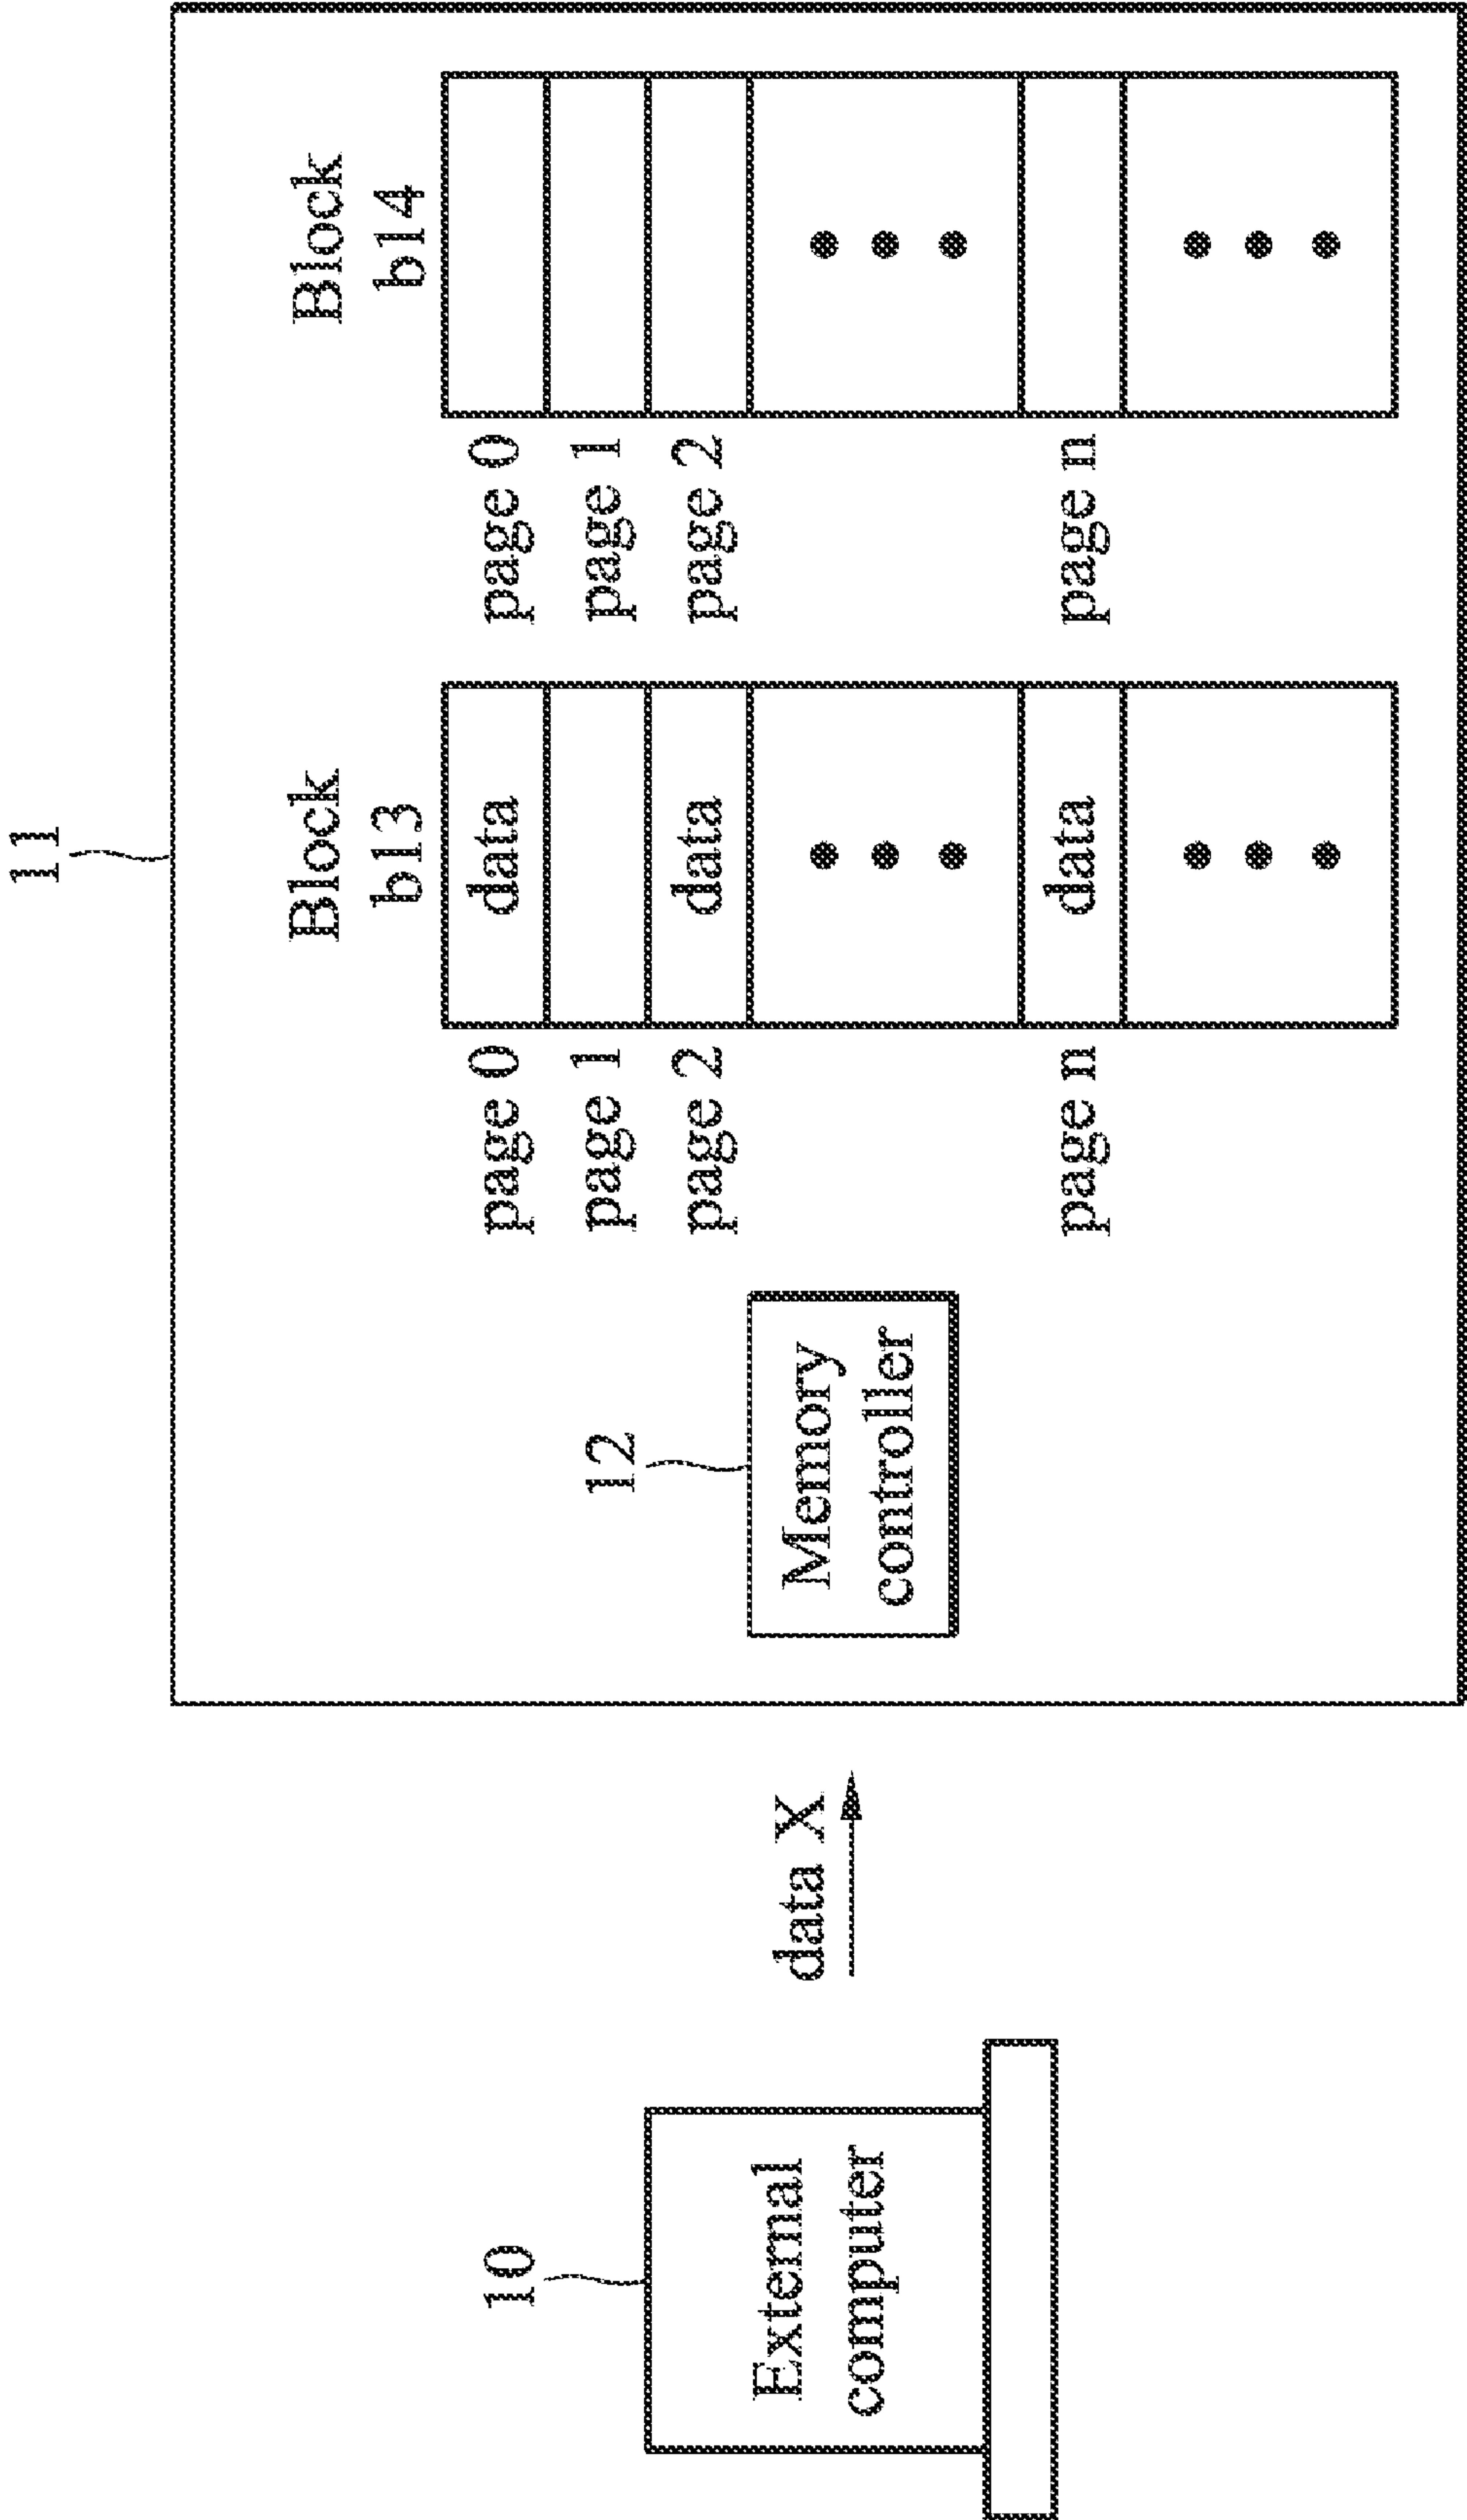 11
10
External
computer
data X
12
Memory
controller
Block
b13
page 0
data
page 1
page 2
data
page n
data
Block
b14
page 0
page 1
page 2
page n